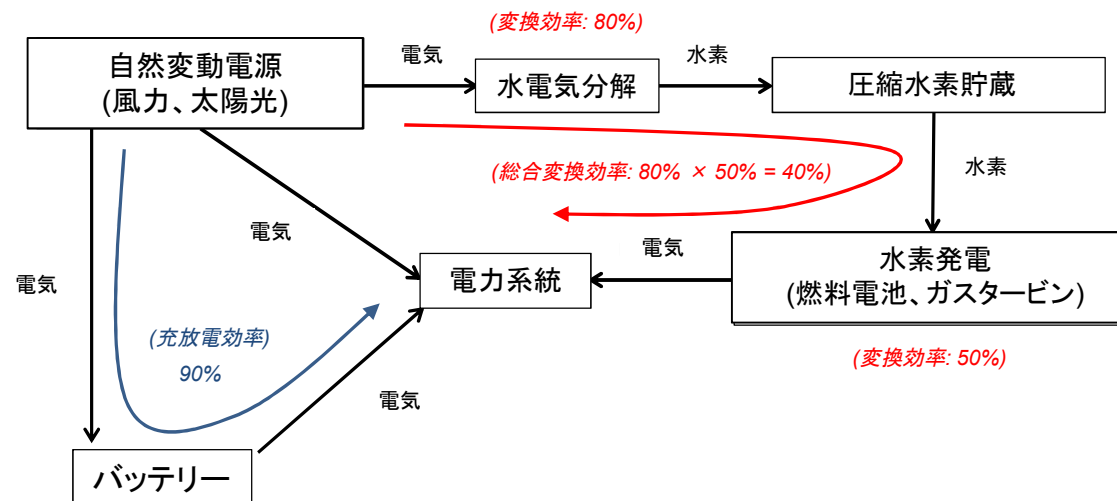 (変換効率: 80%)
自然変動電源
(風力、太陽光)
電気
水電気分解
水素
圧縮水素貯蔵
(総合変換効率: 80% × 50% = 40%)
水素
電気
電気
電力系統
電気
水素発電
(燃料電池、ガスタービン)
(充放電効率)
90%
(変換効率: 50%)
電気
バッテリー